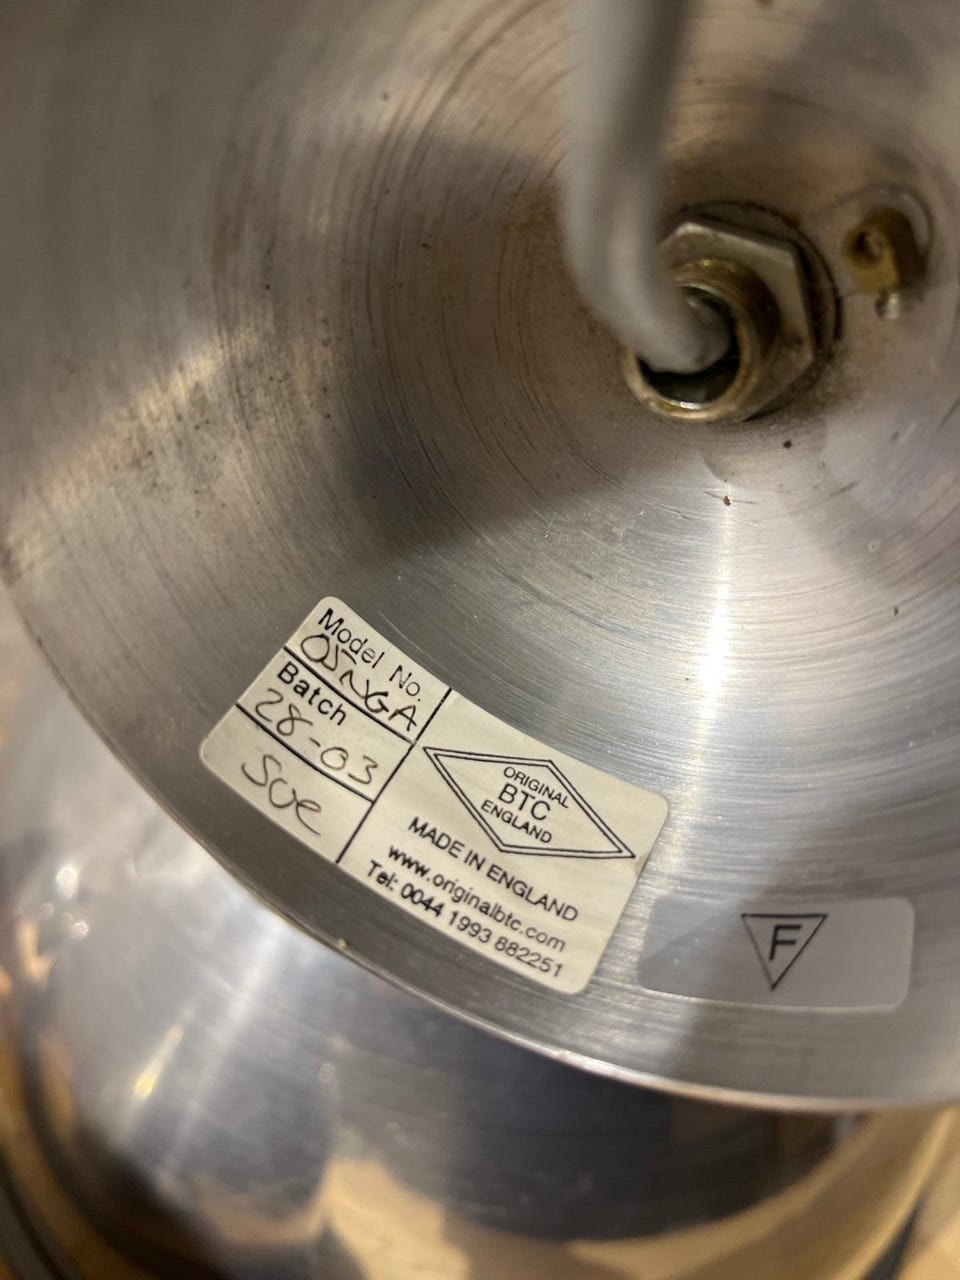 Model No.
Batch
28-03
Sue
ORIGINAL
BTC
ENGLAND
MADE IN ENGLAND
www.originalbtc.com
Tel: 0044 1993 882251
F